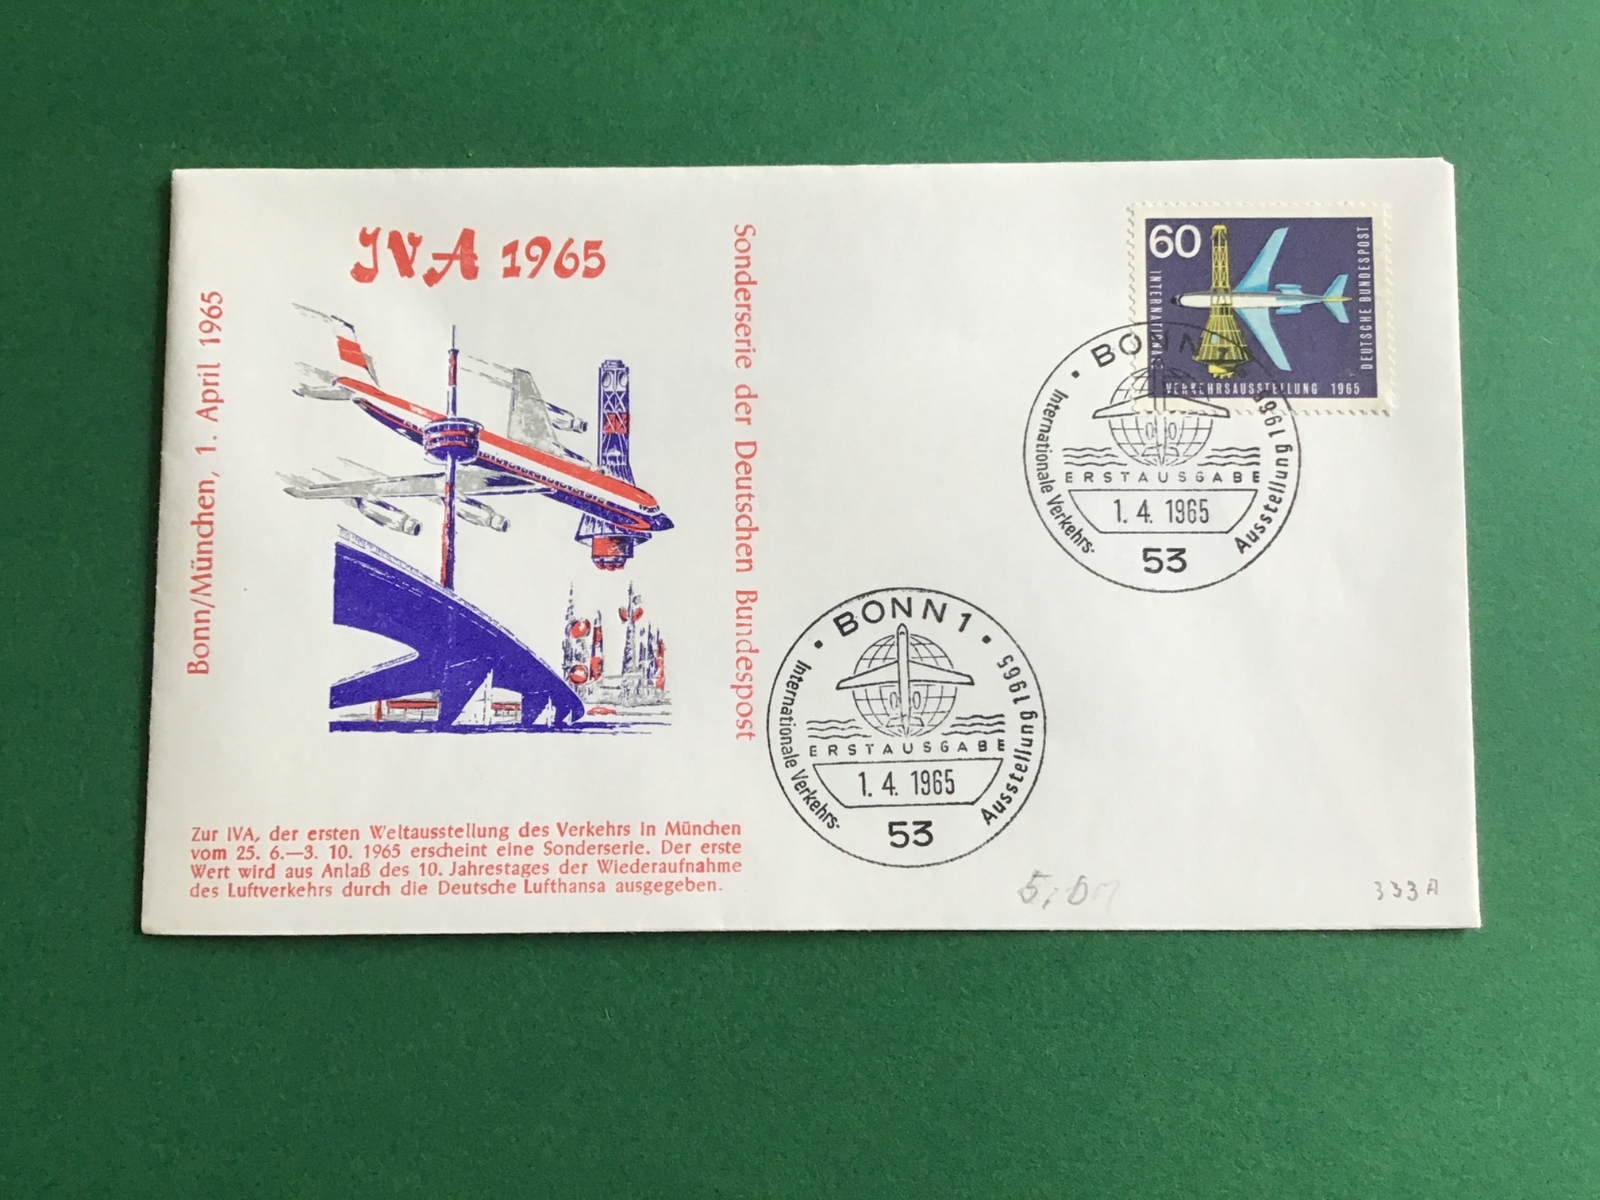 IVA 1965
Bonn/München, 1. April 1965
Sonderserie der Deutschen Bundespost
Zur IVA, der ersten Weltausstellung des Verkehrs in München
vom 25. 6.—3. 10. 1965 erscheint eine Sonderserie. Der erste
Wert wird aus Anlaß des 10. Jahrestages der Wiederaufnahme
des Luftverkehrs durch die Deutsche Lufthansa ausgegeben.
60
INTERNATIONALE
VERKEHRSAUSSTELLUNG 1965
DEUTSCHE BUNDESPOST
BONN 1
Internationale Verkehrs-
Ausstellung 1965
ERSTAUSGABE
1.4.1965
53
BONN 1
Internationale Verkehrs-
Ausstellung 1965
ERSTAUSGABE
1.4.1965
53
333A